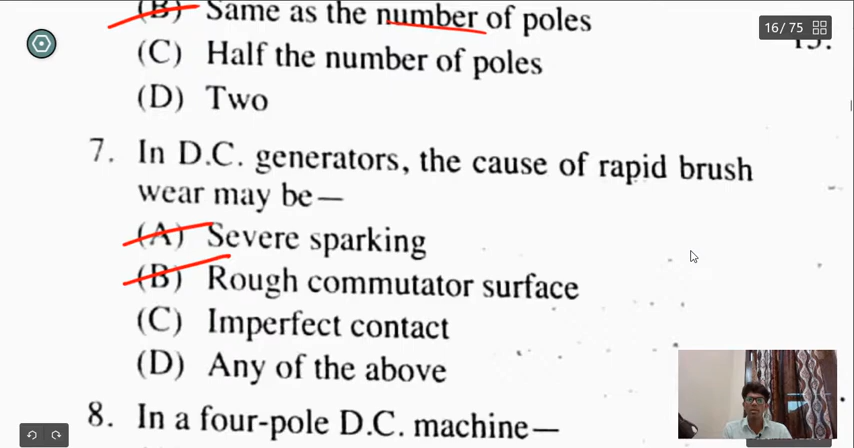 (B) Same as the number of poles
16 / 75
(C) Half the number of poles
(D) Two
7. In D.C. generators, the cause of rapid brush
wear may be—
(A) Severe sparking
(B) Rough commutator surface
(C) Imperfect contact
(D) Any of the above
8. In a four-pole D.C. machine—